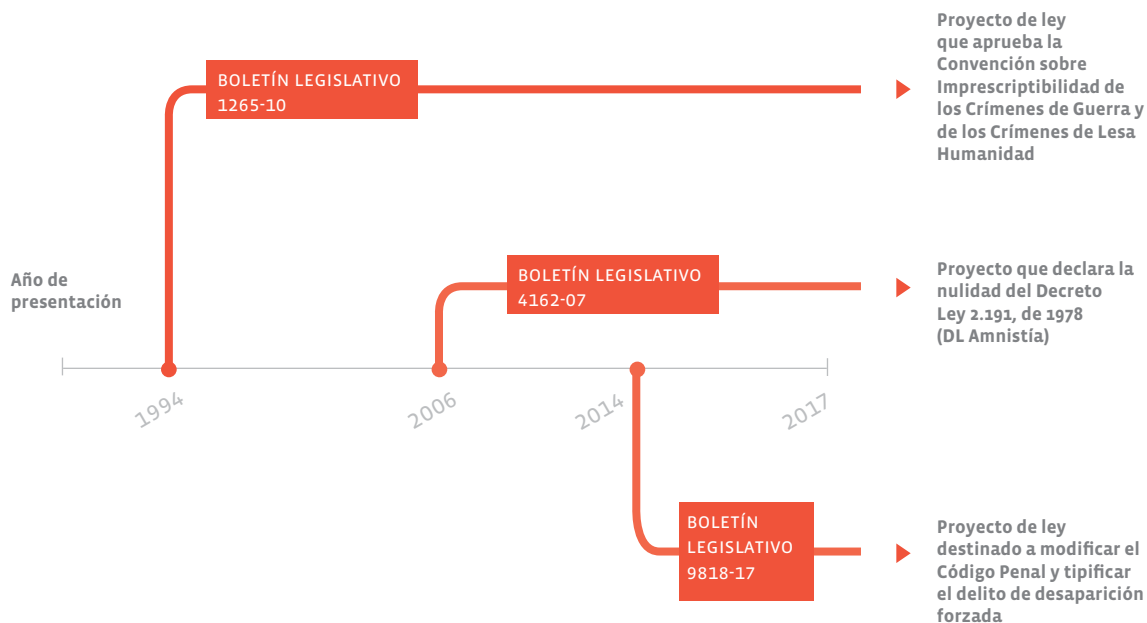 BOLETÍN LEGISLATIVO
1265-10
Proyecto de ley
que aprueba la
Convención sobre
Imprescriptibilidad de
los Crímenes de Guerra y
de los Crímenes de Lesa
Humanidad
Año de
presentación
BOLETÍN LEGISLATIVO
4162-07
Proyecto que declara la
nulidad del Decreto
Ley 2.191, de 1978
(DL Amnistía)
1994
2006
2014
2017
BOLETÍN
LEGISLATIVO
9818-17
Proyecto de ley
destinado a modificar el
Código Penal y tipificar
el delito de desaparición
forzada